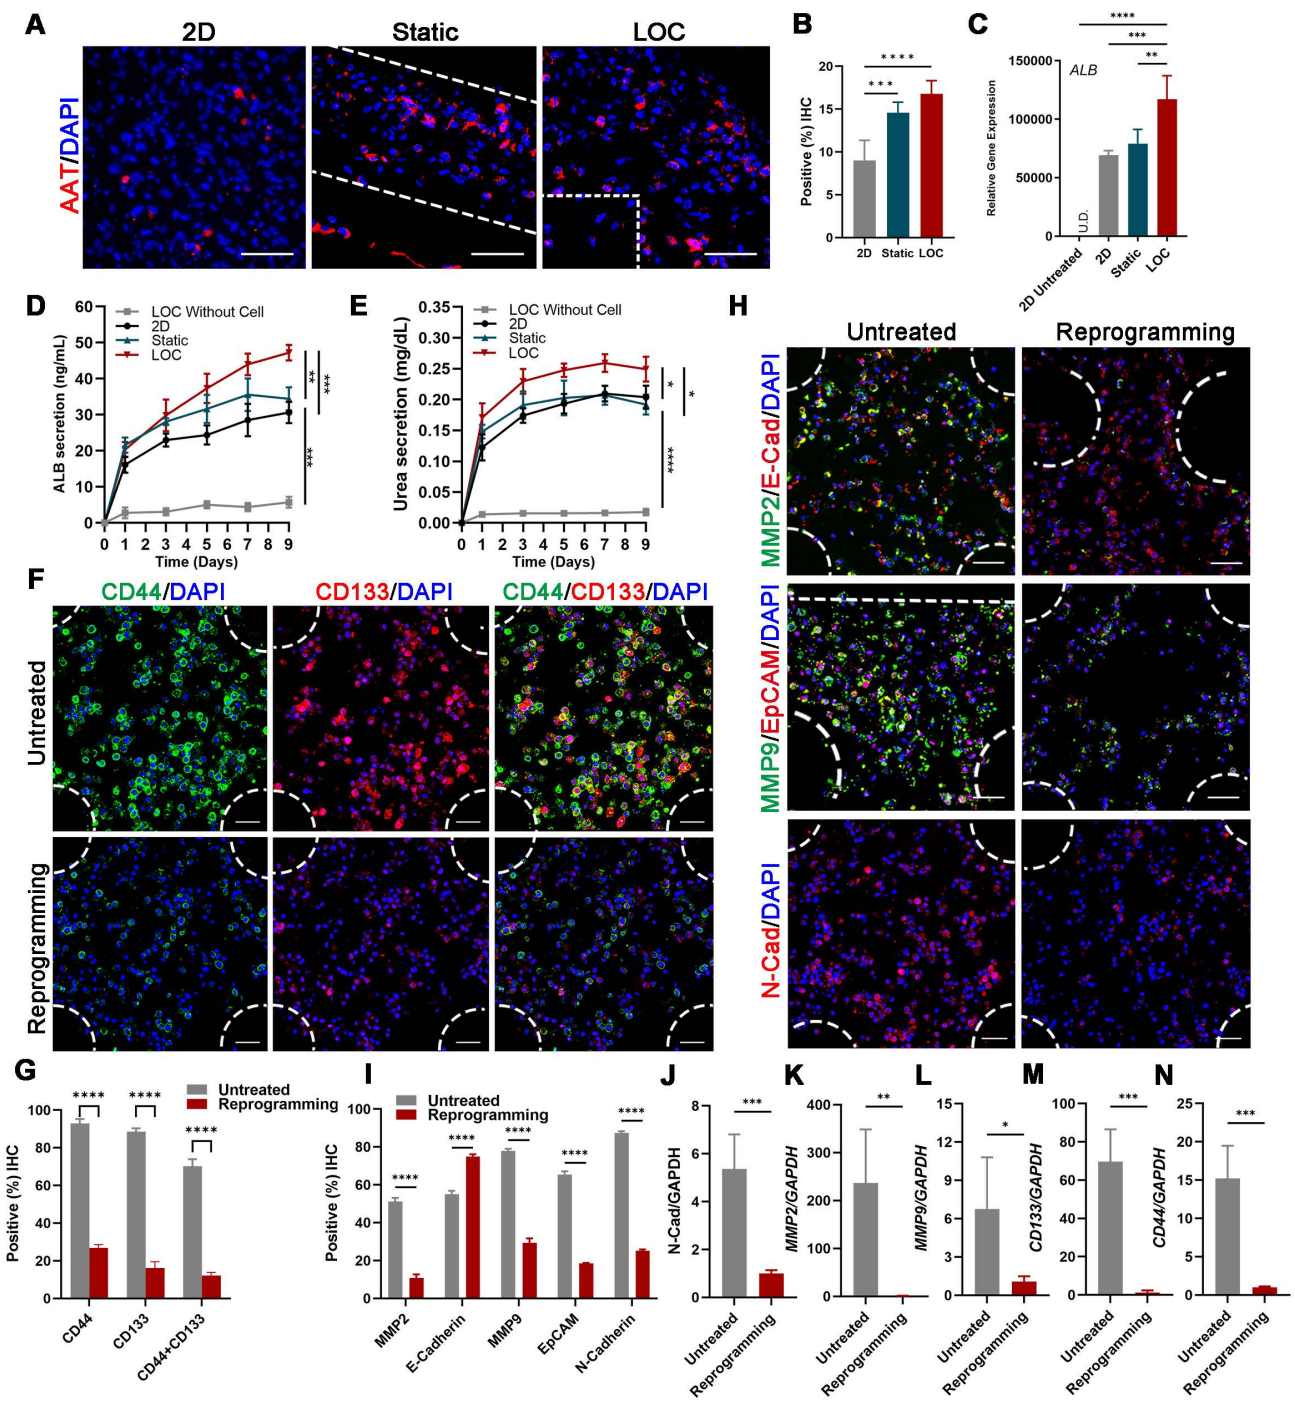 A
2D
Static
LOC
AAT/DAPI
B
Positive (%) IHC
20
15
10
5
0
***
****
2D
Static
LOC
C
Relative Gene Expression
150000
100000
50000
0
ALB
****
***
**
U.D.
2D Untreated
2D
Static
LOC
D
ALB secretion (ng/mL)
60
50
40
30
20
10
0
LOC Without Cell
2D
Static
LOC
**
***
***
0 1 2 3 4 5 6 7 8 9
Time (Days)
E
Urea secretion (mg/dL)
0.35
0.30
0.25
0.20
0.15
0.10
0.05
0.00
LOC Without Cell
2D
Static
LOC
*
*
****
0 1 2 3 4 5 6 7 8 9
Time (Days)
F
CD44/DAPI
CD133/DAPI
CD44/CD133/DAPI
Untreated
Reprogramming
H
Untreated
Reprogramming
MMP2/E-Cad/DAPI
MMP9/EpCAM/DAPI
N-Cad/DAPI
G
Positive (%) IHC
100
80
60
40
20
0
Untreated
Reprogramming
****
****
****
CD44
CD133
CD44+CD133
I
Positive (%) IHC
100
80
60
40
20
0
Untreated
Reprogramming
****
****
****
****
****
MMP2
E-Cadherin
MMP9
EpCAM
N-Cadherin
J
N-Cad/GAPDH
8
6
4
2
0
***
Untreated
Reprogramming
K
MMP2/GAPDH
400
300
200
100
0
**
Untreated
Reprogramming
L
MMP9/GAPDH
15
12
9
6
3
0
*
Untreated
Reprogramming
M
CD133/GAPDH
100
80
60
40
20
0
***
Untreated
Reprogramming
N
CD44/GAPDH
25
20
15
10
5
0
***
Untreated
Reprogramming